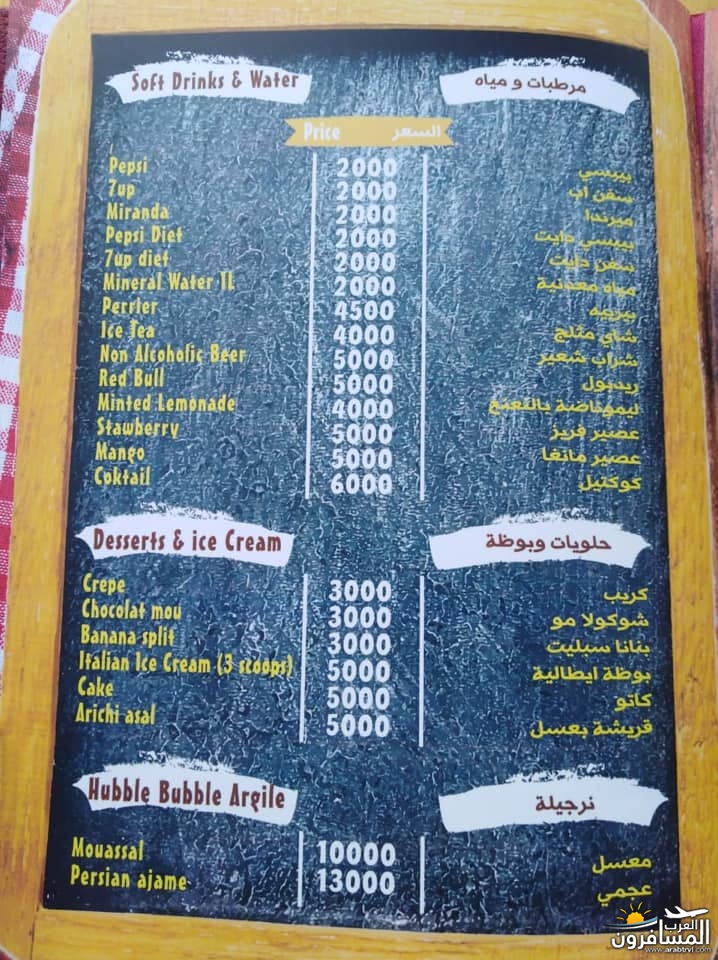 Soft Drinks & Water مرطبات و مياه
Price السعر
Pepsi 2000 بيبسي
7up 2000 سفن اب
Miranda 2000 ميرندا
Pepsi Diet 2000 بيبسي دايت
7up diet 2000 سفن دايت
Mineral Water 1L 2000 مياه معدنية
Perrier 4500 بيرييه
Ice Tea 4000 شاي مثلج
Non Alcoholic Beer 5000 شراب شعير
Red Bull 5000 ريدبول
Minted Lemonade 4000 ليموناضة بالنعنع
Stawberry 5000 عصير فريز
Mango 5000 عصير مانغا
Coktail 6000 كوكتيل
Desserts & ice Cream حلويات وبوظة
Crepe 3000 كريب
Chocolat mou 3000 شوكولا مو
Banana split 3000 بنانا سبليت
Italian Ice Cream (3 scoops) 5000 بوظة ايطالية
Cake 5000 كاتو
Arichi asal 5000 قريشة بعسل
Hubble Bubble Argile نرجيلة
Mouassal 10000 معسل
Persian ajame 13000 عجمي
العرب
المسافرون
www.arabtrvl.com